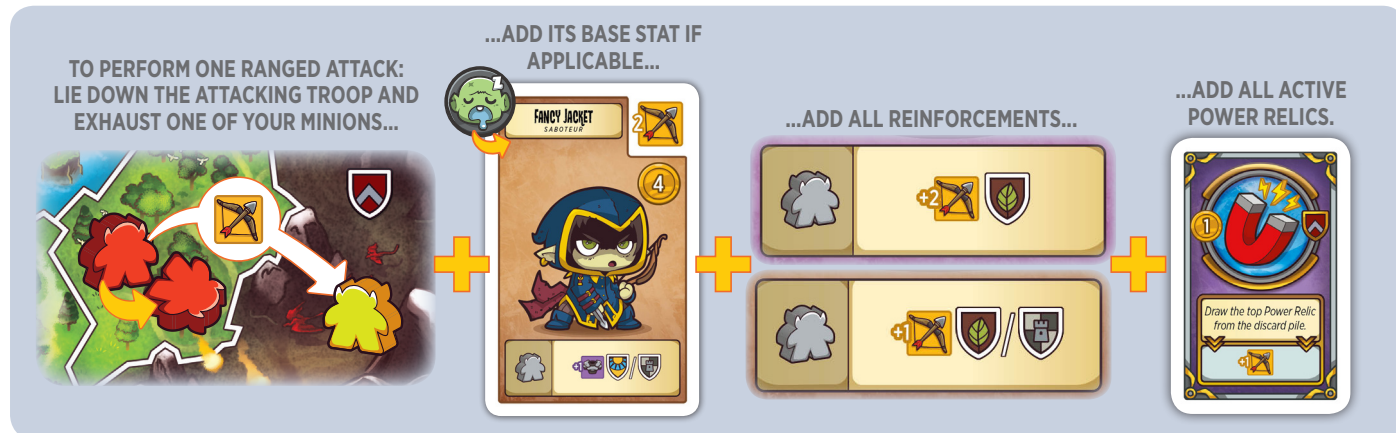 TO PERFORM ONE RANGED ATTACK:
LIE DOWN THE ATTACKING TROOP AND
EXHAUST ONE OF YOUR MINIONS...
...ADD ITS BASE STAT IF
APPLICABLE...
Z
FANCY JACKET
SABOTEUR
2
4
+1
...ADD ALL REINFORCEMENTS...
+2
+1
/
...ADD ALL ACTIVE
POWER RELICS.
1
Draw the top Power Relic
from the discard pile.